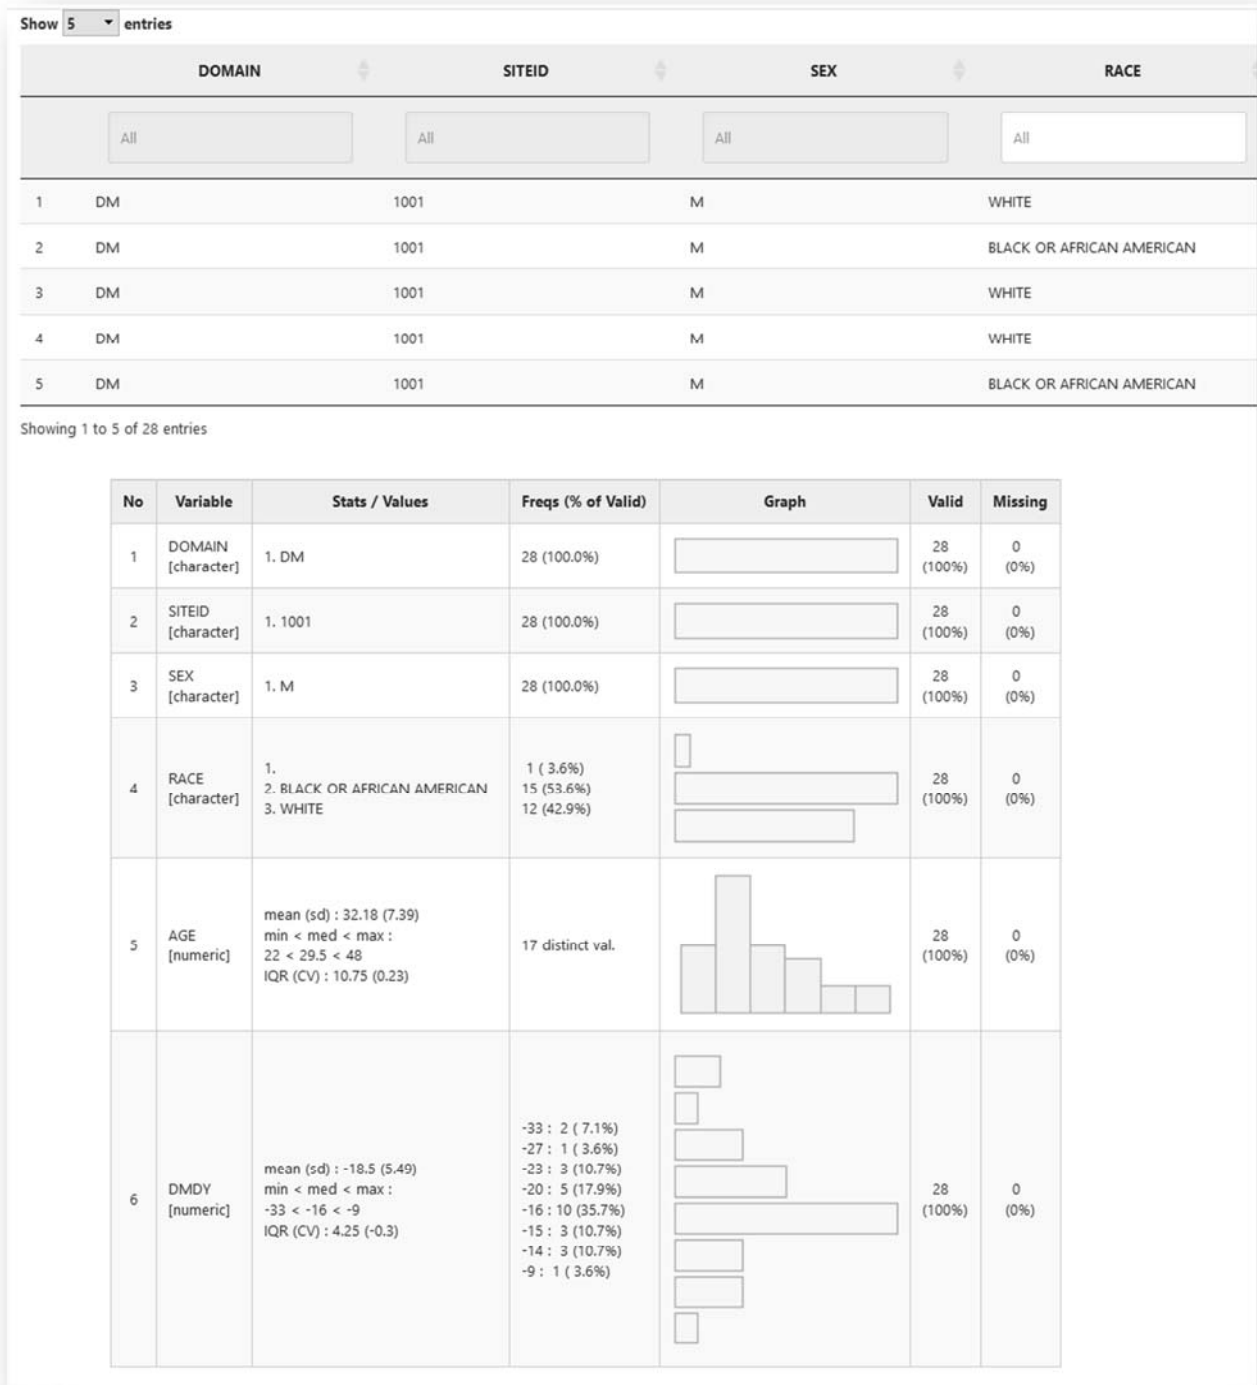 Show 5 entries
DOMAIN SITEID SEX RACE
All All All All
1 DM 1001 M WHITE
2 DM 1001 M BLACK OR AFRICAN AMERICAN
3 DM 1001 M WHITE
4 DM 1001 M WHITE
5 DM 1001 M BLACK OR AFRICAN AMERICAN
Showing 1 to 5 of 28 entries
No Variable Stats / Values Freqs (% of Valid) Graph Valid Missing
1 DOMAIN [character] 1. DM 28 (100.0%) 28 (100%) 0 (0%)
2 SITEID [character] 1. 1001 28 (100.0%) 28 (100%) 0 (0%)
3 SEX [character] 1. M 28 (100.0%) 28 (100%) 0 (0%)
4 RACE [character]
1.
2. BLACK OR AFRICAN AMERICAN
3. WHITE
1 ( 3.6%)
15 (53.6%)
12 (42.9%)
28 (100%) 0 (0%)
5 AGE [numeric]
mean (sd) : 32.18 (7.39)
min < med < max :
22 < 29.5 < 48
IQR (CV) : 10.75 (0.23)
17 distinct val.
28 (100%) 0 (0%)
6 DMDY [numeric]
mean (sd) : -18.5 (5.49)
min < med < max :
-33 < -16 < -9
IQR (CV) : 4.25 (-0.3)
-33 : 2 ( 7.1%)
-27 : 1 ( 3.6%)
-23 : 3 (10.7%)
-20 : 5 (17.9%)
-16 : 10 (35.7%)
-15 : 3 (10.7%)
-14 : 3 (10.7%)
-9 : 1 ( 3.6%)
28 (100%) 0 (0%)